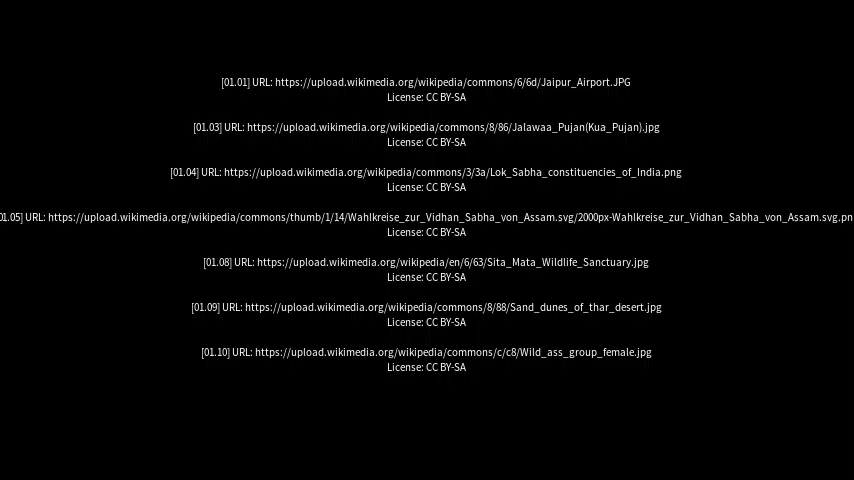 [01.01] URL: https://upload.wikimedia.org/wikipedia/commons/6/6d/Jaipur_Airport.JPG
License: CC BY-SA
[01.03] URL: https://upload.wikimedia.org/wikipedia/commons/8/86/Jalawaa_Pujan(Kua_Pujan).jpg
License: CC BY-SA
[01.04] URL: https://upload.wikimedia.org/wikipedia/commons/3/3a/Lok_Sabha_constituencies_of_India.png
License: CC BY-SA
01.05] URL: https://upload.wikimedia.org/wikipedia/commons/thumb/1/14/Wahlkreise_zur_Vidhan_Sabha_von_Assam.svg/2000px-Wahlkreise_zur_Vidhan_Sabha_von_Assam.svg.pn
License: CC BY-SA
[01.08] URL: https://upload.wikimedia.org/wikipedia/en/6/63/Sita_Mata_Wildlife_Sanctuary.jpg
License: CC BY-SA
[01.09] URL: https://upload.wikimedia.org/wikipedia/commons/8/88/Sand_dunes_of_thar_desert.jpg
License: CC BY-SA
[01.10] URL: https://upload.wikimedia.org/wikipedia/commons/c/c8/Wild_ass_group_female.jpg
License: CC BY-SA